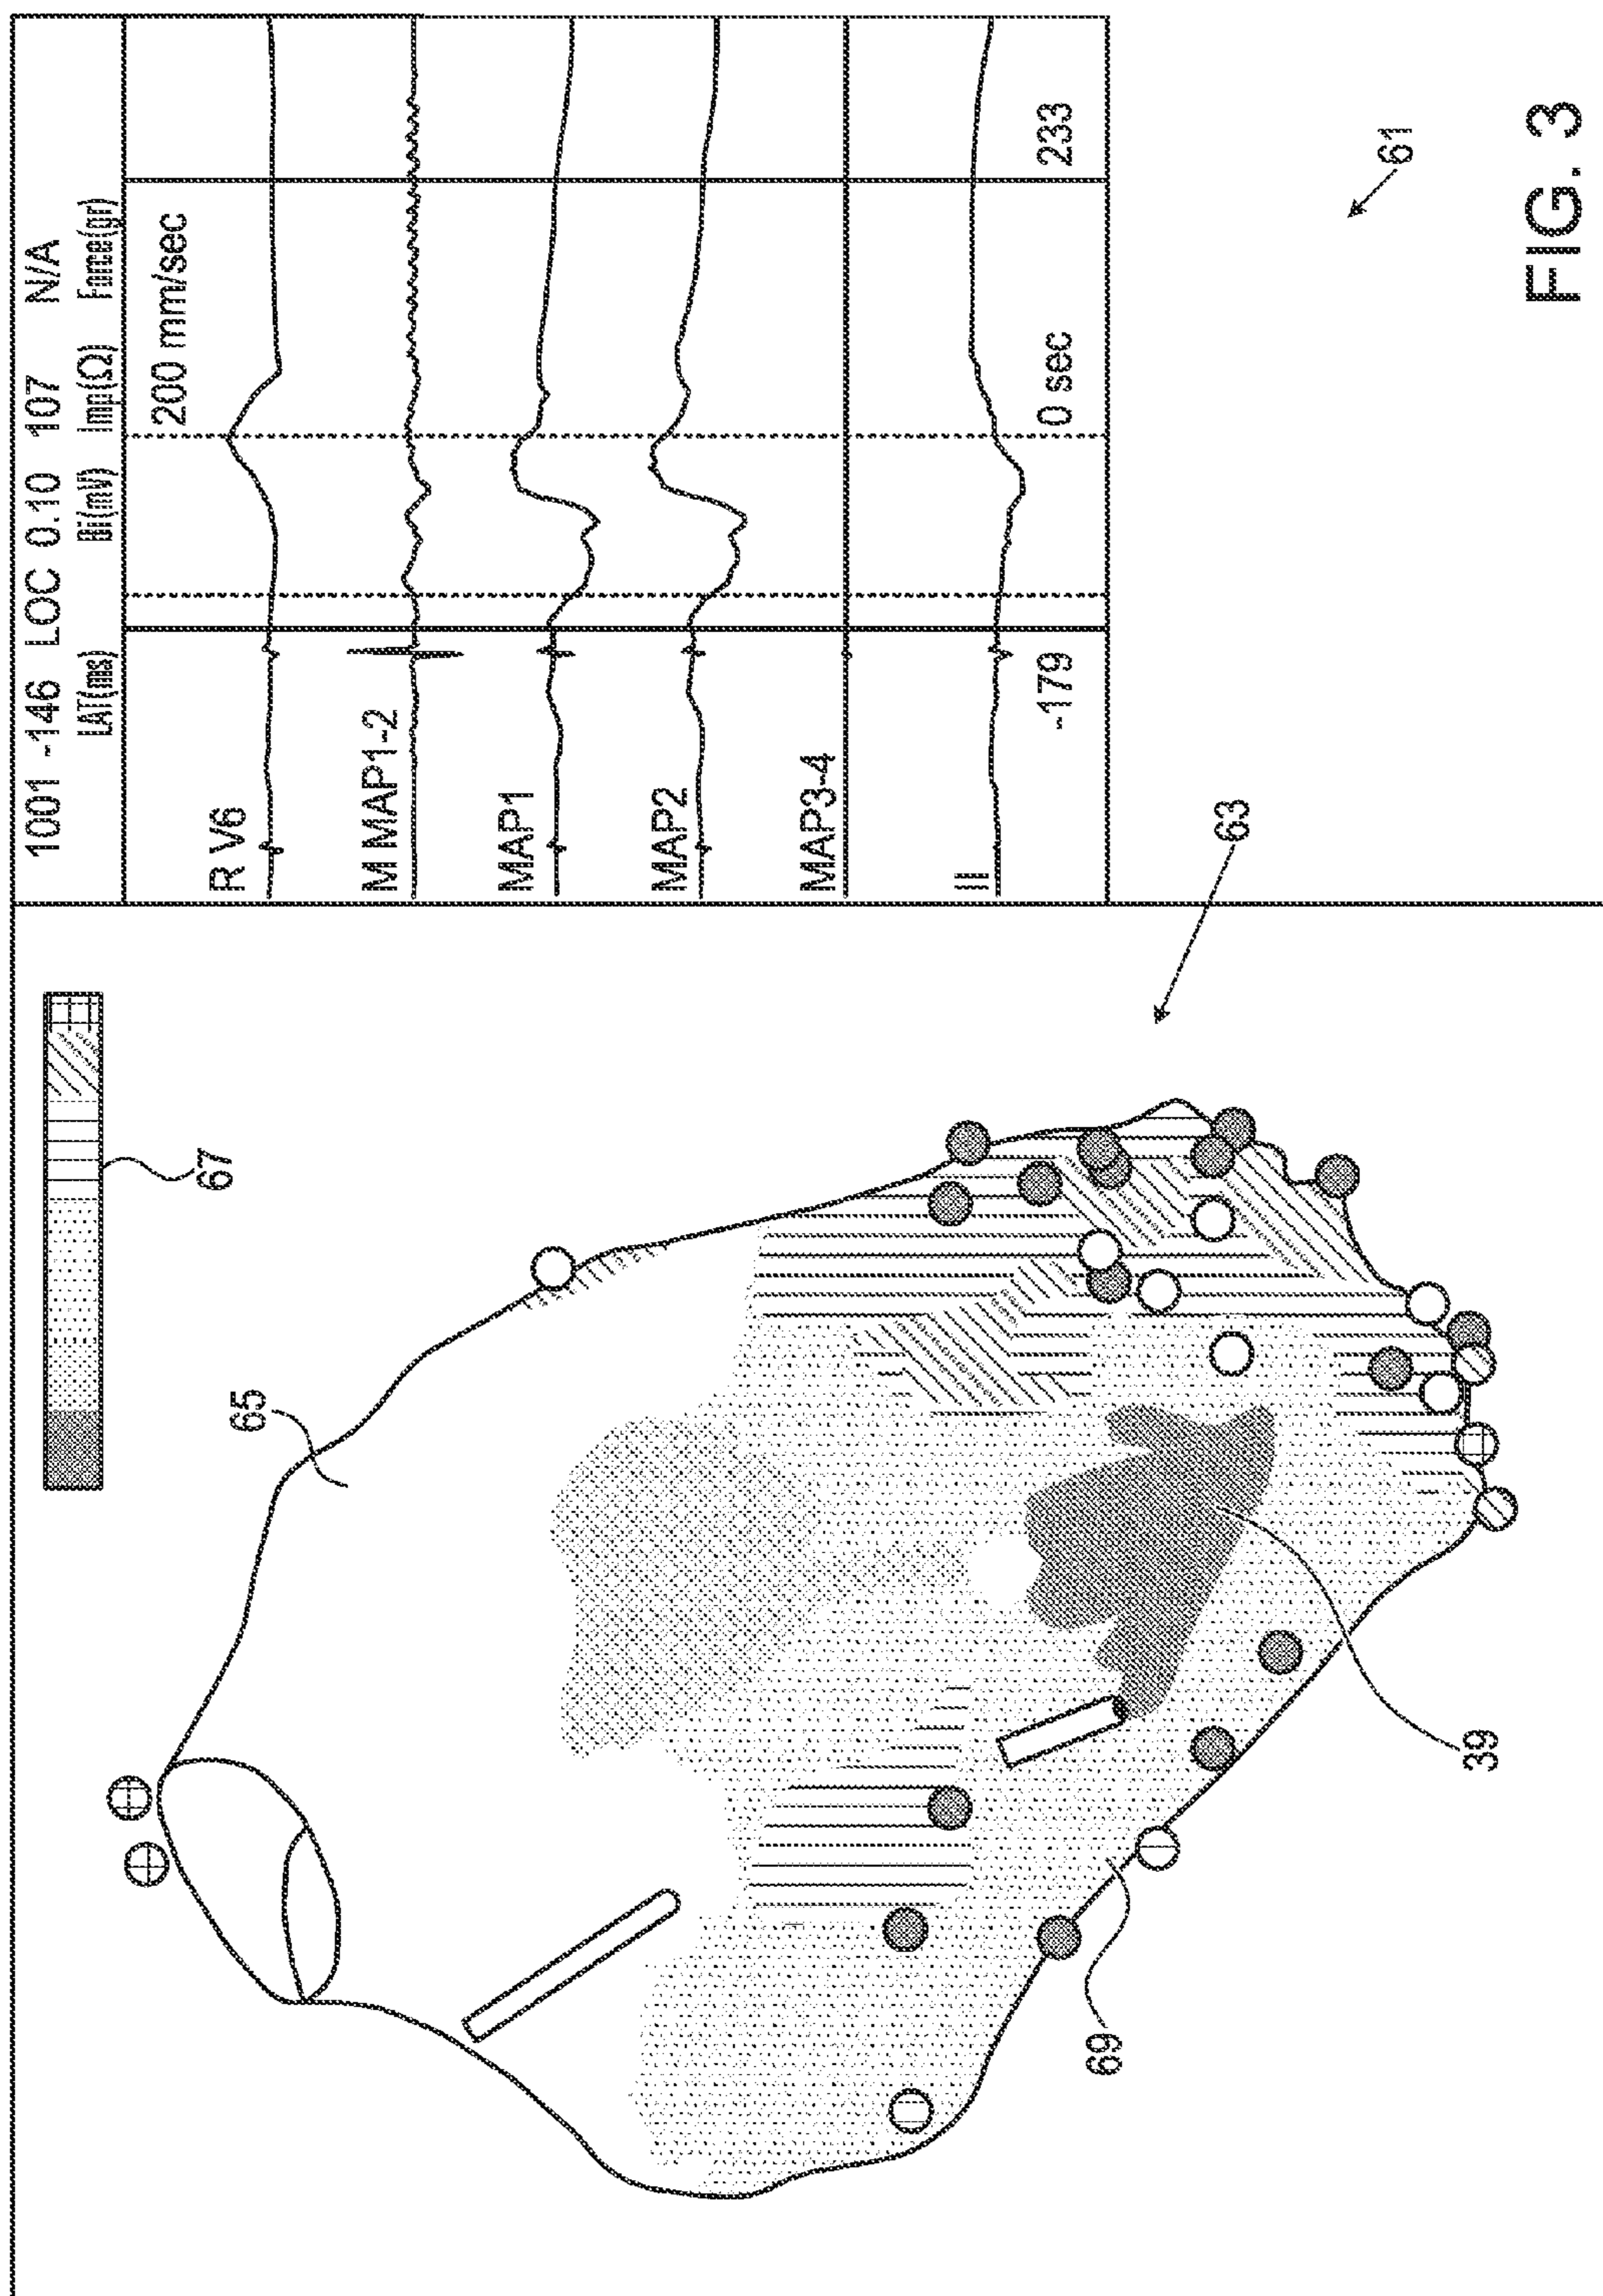 1001 -146 LOC 0.10 107 N/A
LAT(ms) Bi(mV) Imp(Ω) Force(gr)
200 mm/sec
R V6
M MAP1-2
MAP1
MAP2
MAP3-4
II
-179 0 sec 233
67
65
63
61
39
69
FIG. 3